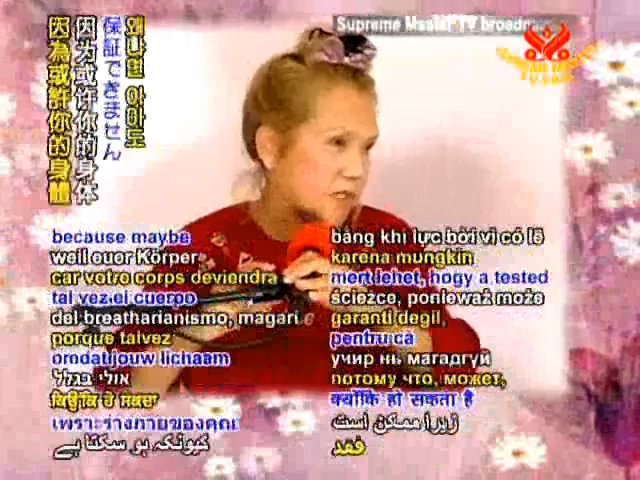 Supreme Master TV broadca
왜냐면 아마도
保証できません
因为或许你的身体
因為或許你的身體
because maybe
weil euer Körper
car votre corps deviendra
tal vez el cuerpo
del breatharianismo, magari
porque talvez
omdat jouw lichaam
אולי בגלל
ਕਿਉਂਕਿ ਹੋ ਸਕਦਾ
เพราะร่างกายของคุณ
کیونکہ ہو سکتا ہے
bằng khí lực bởi vì có lẽ
karena mungkin
mert lehet, hogy a tested
ścieżce, ponieważ może
garanti degil,
pentru că
учир нь магадгүй
потому что, может,
क्योंकि हो सकता है
زیرا ممکن است
فقد